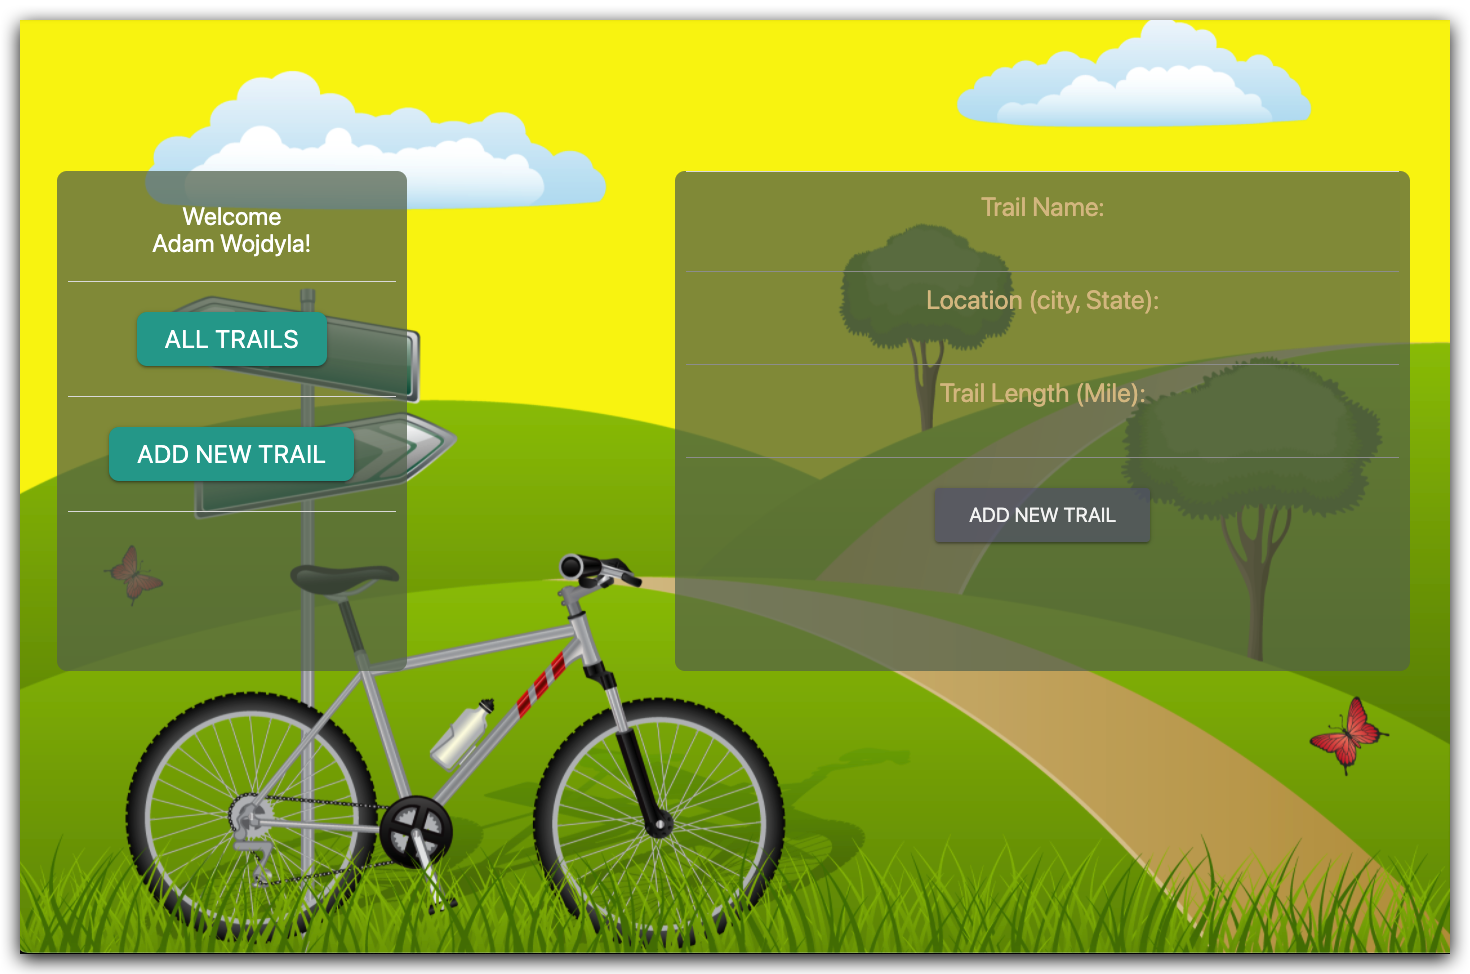 Welcome
Adam Wojdyla!
ALL TRAILS
ADD NEW TRAIL
Trail Name:
Location (city, State):
Trail Length (Mile):
ADD NEW TRAIL